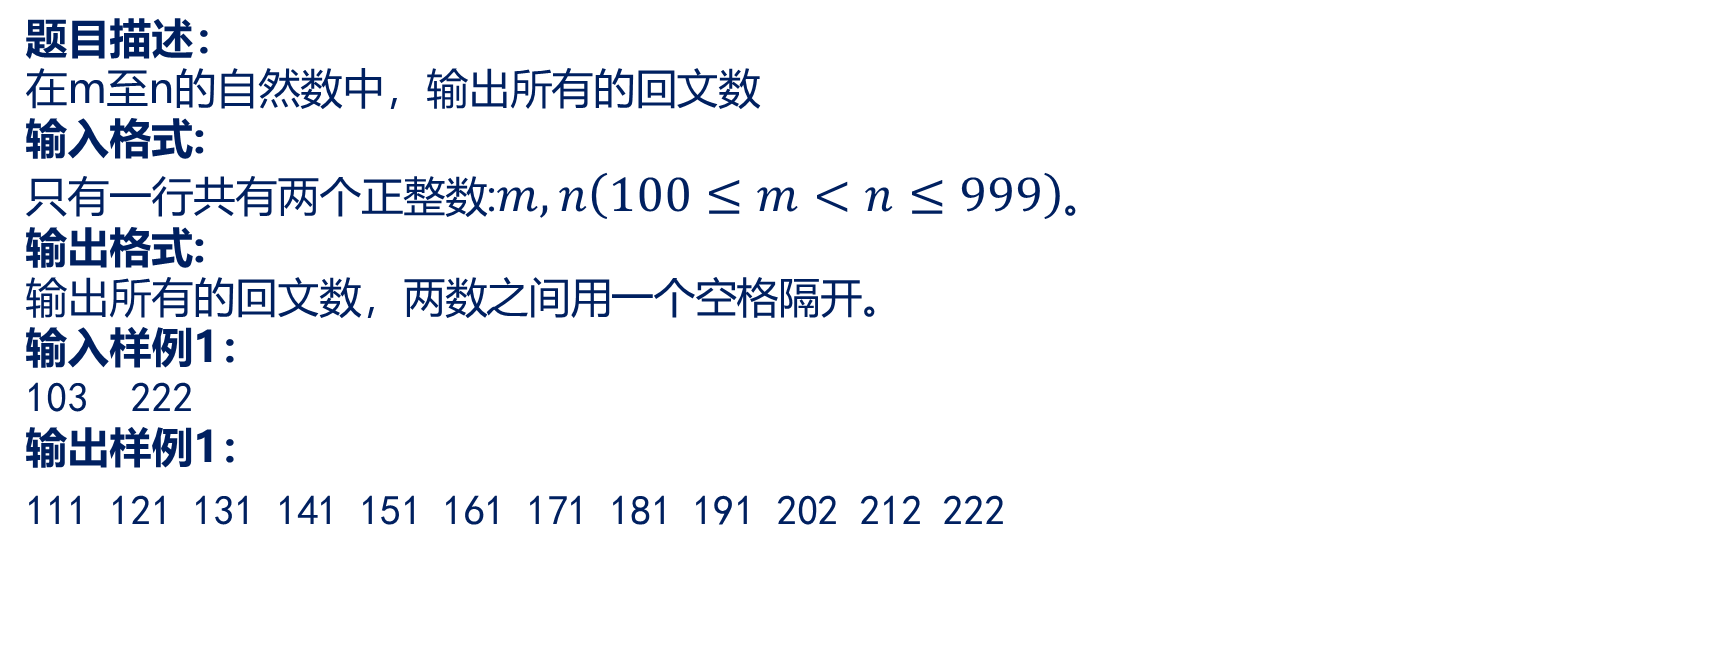 题目描述：
在m至n的自然数中，输出所有的回文数
输入格式:
只有一行共有两个正整数:m, n(100 ≤ m < n ≤ 999)。
输出格式:
输出所有的回文数，两数之间用一个空格隔开。
输入样例1：
103  222
输出样例1：
111 121 131 141 151 161 171 181 191 202 212 222